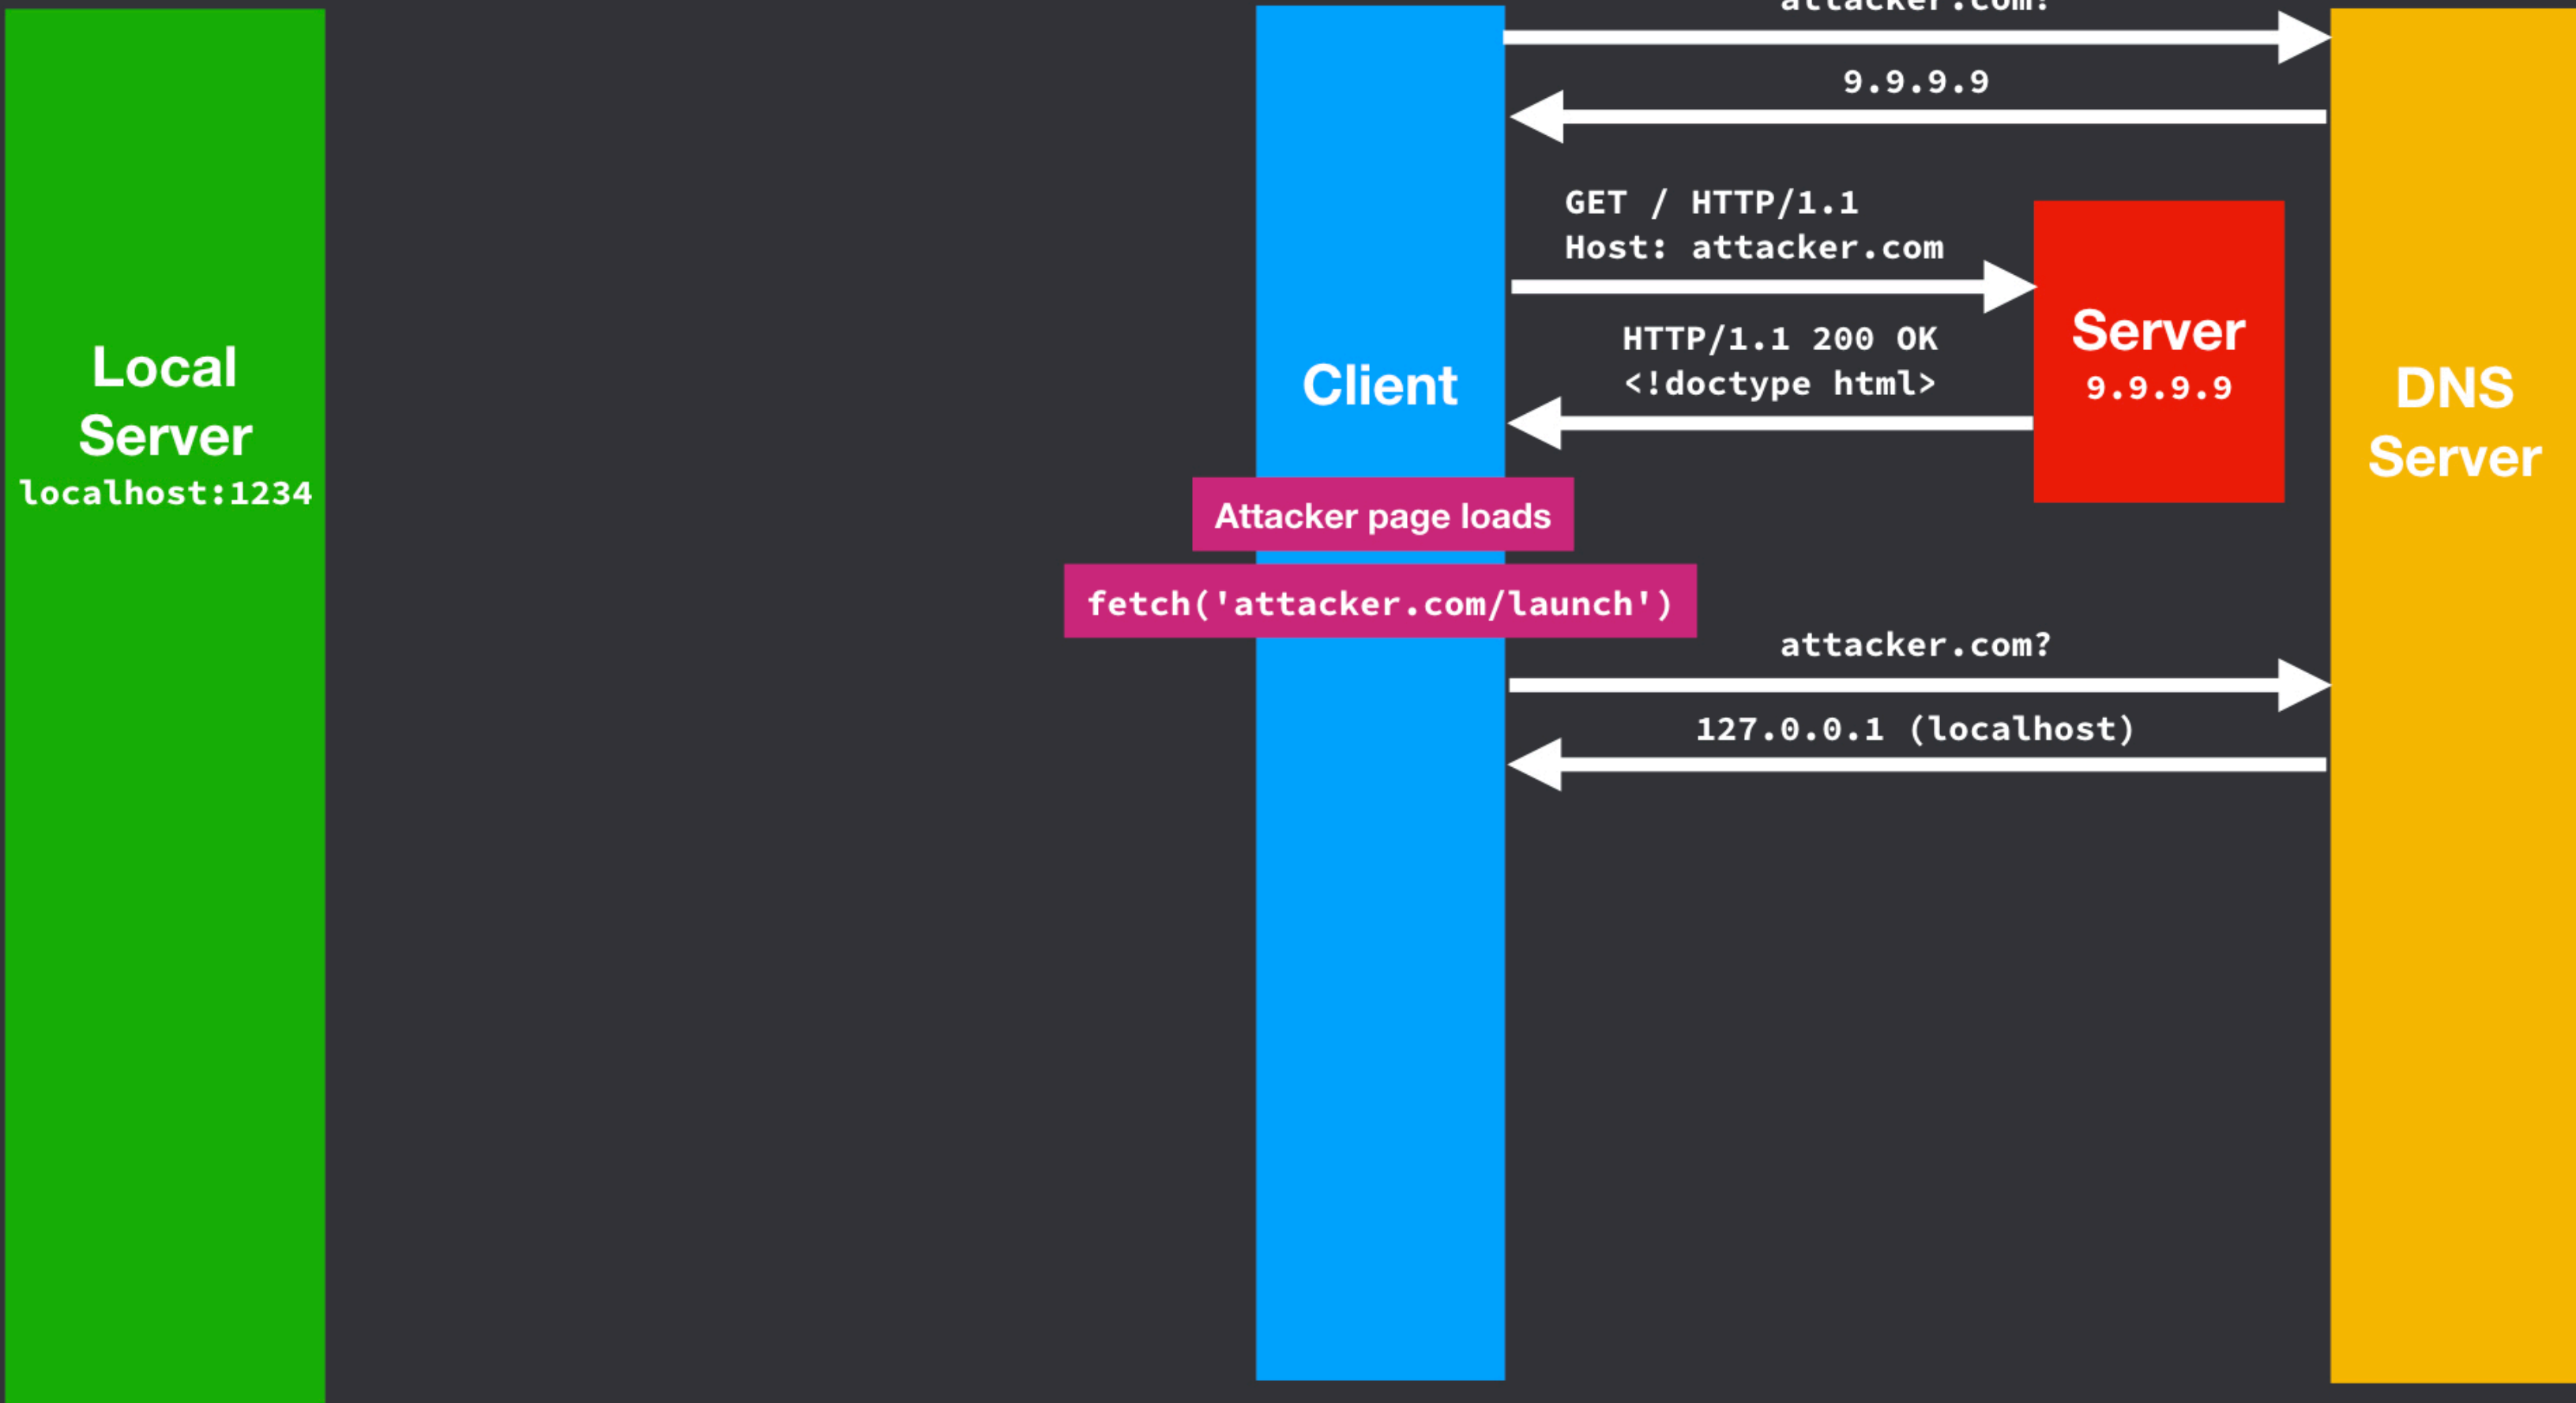 attacker.com?
9.9.9.9
GET / HTTP/1.1
Host: attacker.com
HTTP/1.1 200 OK
<!doctype html>
Server
9.9.9.9
Local
Server
localhost:1234
Client
DNS
Server
Attacker page loads
fetch('attacker.com/launch')
attacker.com?
127.0.0.1 (localhost)